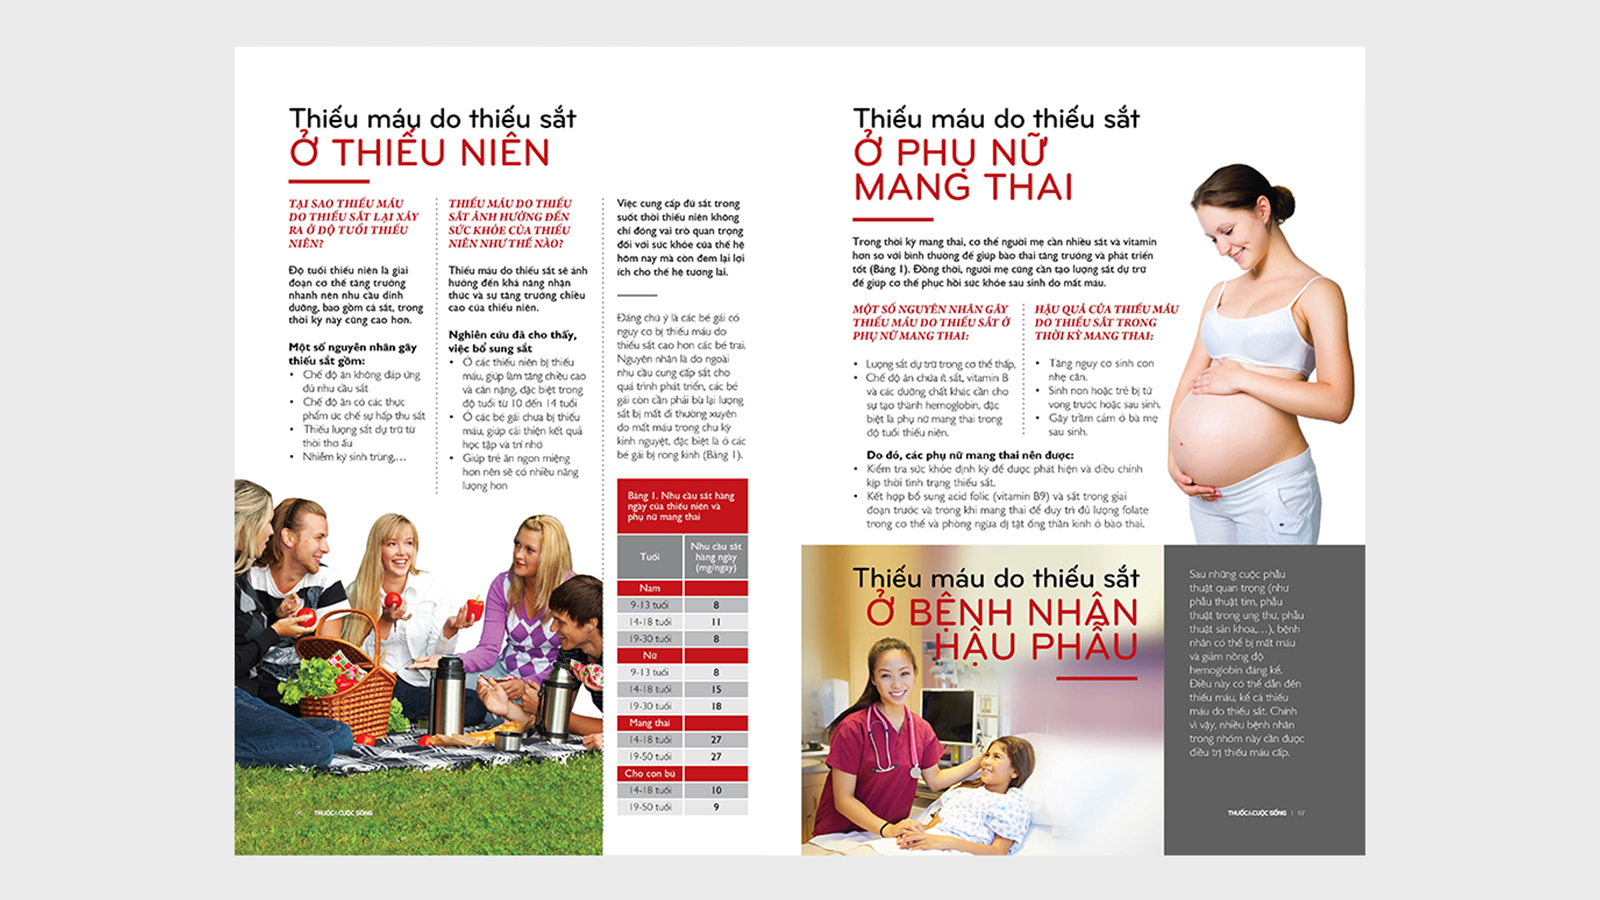 Thiếu máu do thiếu sắt
Ở THIẾU NIÊN
TẠI SAO THIẾU MÁU
DO THIẾU SẮT LẠI XẢY
RA Ở ĐỘ TUỔI THIẾU
NIÊN?
Độ tuổi thiếu niên là giai
đoạn cơ thể tăng trưởng
nhanh nên nhu cầu dinh
dưỡng, bao gồm cả sắt, trong
thời kỳ này cũng cao hơn.
Một số nguyên nhân gây
thiếu sắt gồm:
• Chế độ ăn không đáp ứng
đủ nhu cầu sắt
• Chế độ ăn có các thực
phẩm ức chế sự hấp thu sắt
• Thiếu lượng sắt dự trữ từ
thời thơ ấu
• Nhiễm ký sinh trùng,...
THIẾU MÁU DO THIẾU
SẮT ẢNH HƯỞNG ĐẾN
SỨC KHỎE CỦA THIẾU
NIÊN NHƯ THẾ NÀO?
Thiếu máu do thiếu sắt sẽ ảnh
hưởng đến khả năng nhận
thức và sự tăng trưởng chiều
cao của thiếu niên.
Nghiên cứu đã cho thấy,
việc bổ sung sắt
• Ở các thiếu niên bị thiếu
máu, giúp làm tăng chiều cao
và cân nặng, đặc biệt trong
độ tuổi từ 10 đến 14 tuổi
• Ở các bé gái chưa bị thiếu
máu, giúp cải thiện kết quả
học tập và trí nhớ
• Giúp trẻ ăn ngon miệng
hơn nên sẽ có nhiều năng
lượng hơn
Việc cung cấp đủ sắt trong
suốt thời thiếu niên không
chỉ đóng vai trò quan trọng
đối với sức khỏe của thế hệ
hôm nay mà còn đem lại lợi
ích cho thế hệ tương lai.
Đáng chú ý là các bé gái có
nguy cơ bị thiếu máu do
thiếu sắt cao hơn các bé trai.
Nguyên nhân là do ngoài
nhu cầu cung cấp sắt cho
quá trình phát triển, các bé
gái còn cần phải bù lại lượng
sắt bị mất đi thường xuyên
do mất máu trong chu kỳ
kinh nguyệt, đặc biệt là ở các
bé gái bị rong kinh (Bảng 1).
Bảng 1. Nhu cầu sắt hàng
ngày của thiếu niên và
phụ nữ mang thai
Tuổi Nhu cầu sắt
hàng ngày
(mg/ngày)
Nam
9-13 tuổi 8
14-18 tuổi 11
19-30 tuổi 8
Nữ
9-13 tuổi 8
14-18 tuổi 15
19-30 tuổi 18
Mang thai
14-18 tuổi 27
19-50 tuổi 27
Cho con bú
14-18 tuổi 10
19-50 tuổi 9
THUỐC&CUỘC SỐNG
Thiếu máu do thiếu sắt
Ở PHỤ NỮ
MANG THAI
Trong thời kỳ mang thai, cơ thể người mẹ cần nhiều sắt và vitamin
hơn so với bình thường để giúp bào thai tăng trưởng và phát triển
tốt (Bảng 1). Đồng thời, người mẹ cũng cần tạo lượng sắt dự trữ
để giúp cơ thể phục hồi sức khỏe sau sinh do mất máu.
MỘT SỐ NGUYÊN NHÂN GÂY
THIẾU MÁU DO THIẾU SẮT Ở
PHỤ NỮ MANG THAI:
• Lượng sắt dự trữ trong cơ thể thấp.
• Chế độ ăn chứa ít sắt, vitamin B
và các dưỡng chất khác cần cho
sự tạo thành hemoglobin, đặc
biệt là phụ nữ mang thai trong
độ tuổi thiếu niên.
HẬU QUẢ CỦA THIẾU MÁU
DO THIẾU SẮT TRONG
THỜI KỲ MANG THAI:
• Tăng nguy cơ sinh con
nhẹ cân.
• Sinh non hoặc trẻ bị tử
vong trước hoặc sau sinh.
• Gây trầm cảm ở bà mẹ
sau sinh.
Do đó, các phụ nữ mang thai nên được:
• Kiểm tra sức khỏe định kỳ để được phát hiện và điều chỉnh
kịp thời tình trạng thiếu sắt.
• Kết hợp bổ sung acid folic (vitamin B9) và sắt trong giai
đoạn trước và trong khi mang thai để duy trì đủ lượng folate
trong cơ thể và phòng ngừa dị tật ống thần kinh ở bào thai.
Thiếu máu do thiếu sắt
Ở BỆNH NHÂN
HẬU PHẪU
Sau những cuộc phẫu
thuật quan trọng (như
phẫu thuật tim, phẫu
thuật trong ung thư, phẫu
thuật sản khoa,...), bệnh
nhân có thể bị mất máu
và giảm nồng độ
hemoglobin đáng kể.
Điều này có thể dẫn đến
thiếu máu, kể cả thiếu
máu do thiếu sắt. Chính
vì vậy, nhiều bệnh nhân
trong nhóm này cần được
điều trị thiếu máu cấp.
THUỐC&CUỘC SỐNG | 07